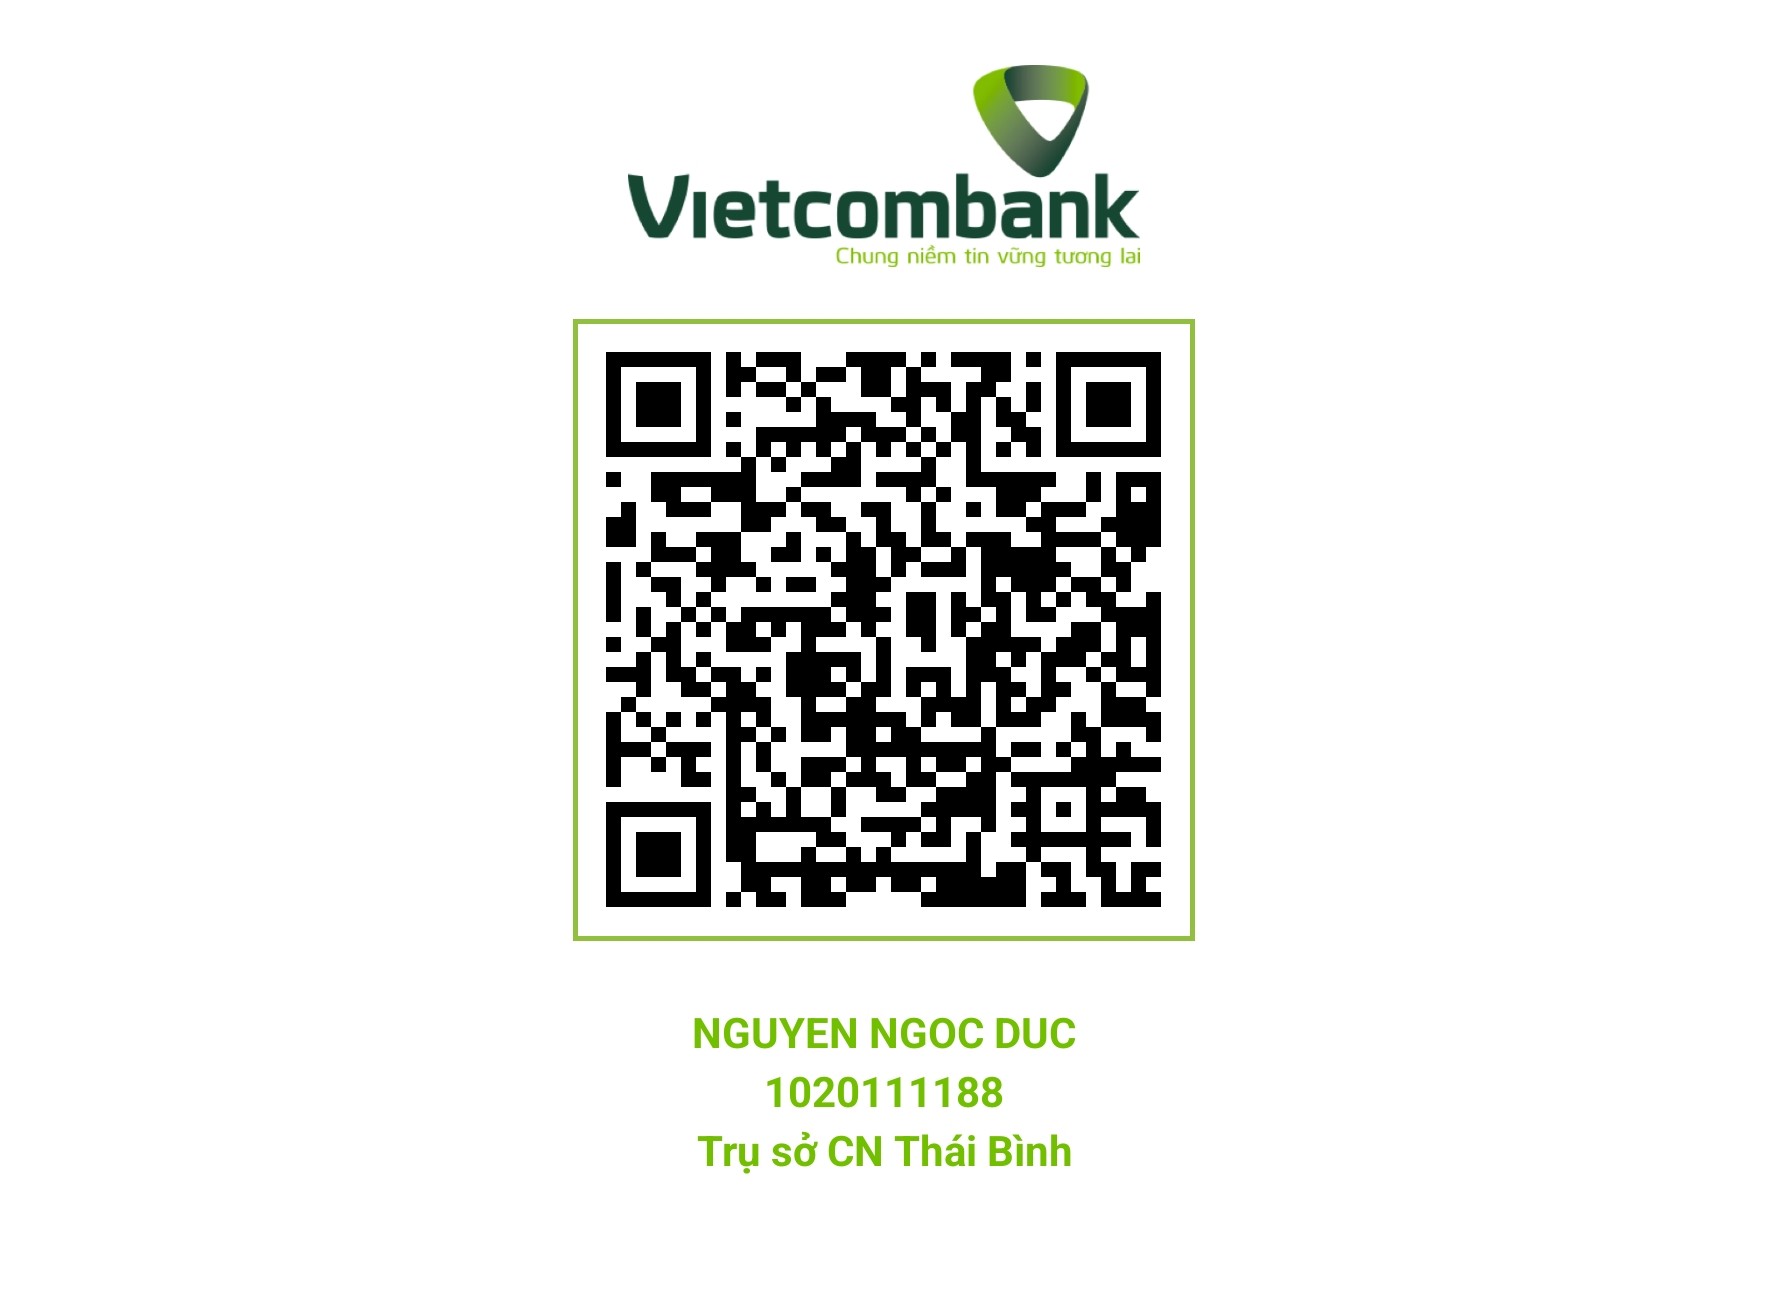 Vietcombank
Chung niềm tin vững tương lai
NGUYEN NGOC DUC
1020111188
Trụ sở CN Thái Bình